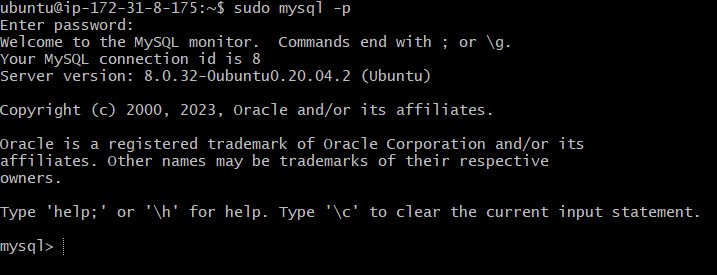 ubuntu@ip-172-31-8-175:~$ sudo mysql -p
Enter password:
Welcome to the MySQL monitor.  Commands end with ; or \g.
Your MySQL connection id is 8
Server version: 8.0.32-0ubuntu0.20.04.2 (Ubuntu)
Copyright (c) 2000, 2023, Oracle and/or its affiliates.
Oracle is a registered trademark of Oracle Corporation and/or its
affiliates. Other names may be trademarks of their respective
owners.
Type 'help;' or '\h' for help. Type '\c' to clear the current input statement.
mysql>